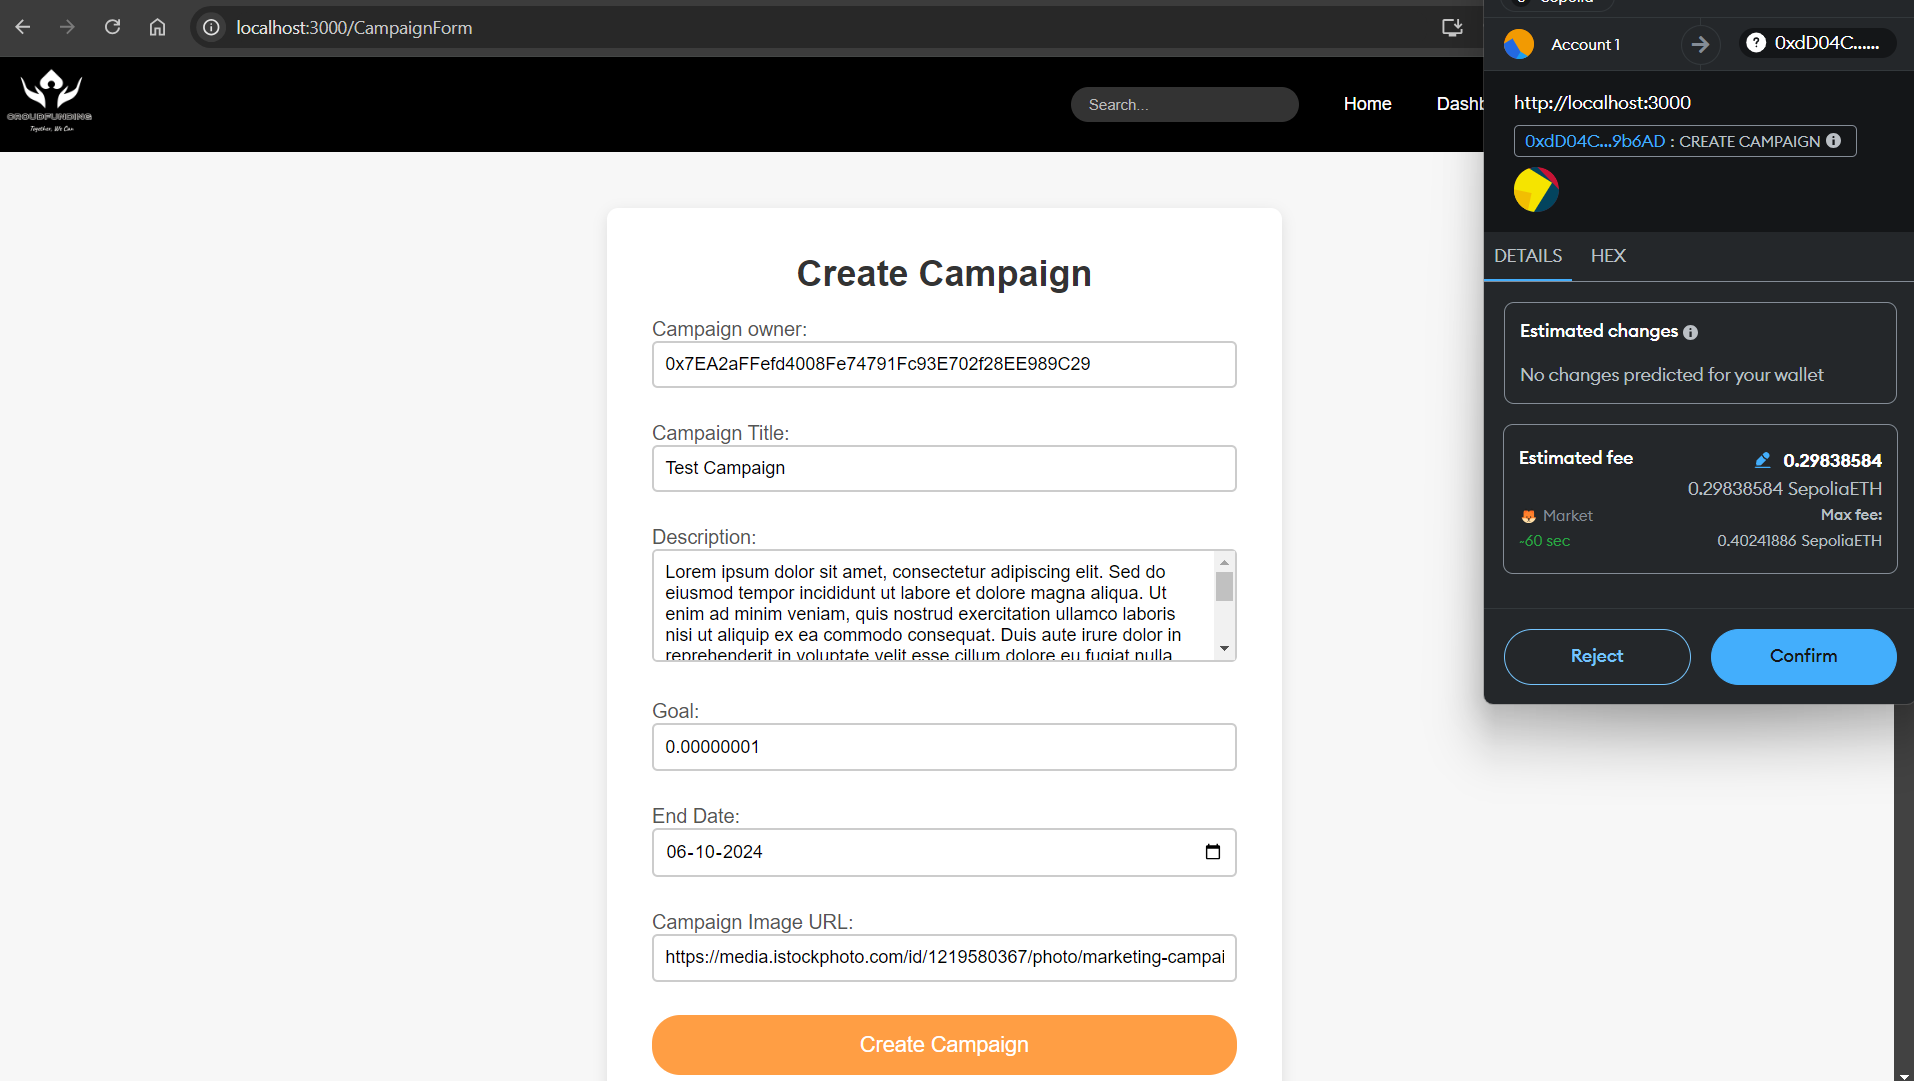 localhost:3000/CampaignForm
CROUDFUNDING
Together, We Can
Search...
Home
Dashb
Create Campaign
Campaign owner:
0x7EA2aFFefd4008Fe74791Fc93E702f28EE989C29
Campaign Title:
Test Campaign
Description:
Lorem ipsum dolor sit amet, consectetur adipiscing elit. Sed do
eiusmod tempor incididunt ut labore et dolore magna aliqua. Ut
enim ad minim veniam, quis nostrud exercitation ullamco laboris
nisi ut aliquip ex ea commodo consequat. Duis aute irure dolor in
reprehenderit in voluptate velit esse cillum dolore eu fugiat nulla
Goal:
0.00000001
End Date:
06-10-2024
Campaign Image URL:
https://media.istockphoto.com/id/1219580367/photo/marketing-campai
Create Campaign
Sepolia
Account 1
0xdD04C......
http://localhost:3000
0xdD04C...9b6AD : CREATE CAMPAIGN
DETAILS
HEX
Estimated changes
No changes predicted for your wallet
Estimated fee
0.29838584
0.29838584 SepoliaETH
Market
Max fee:
~60 sec
0.40241886 SepoliaETH
Reject
Confirm